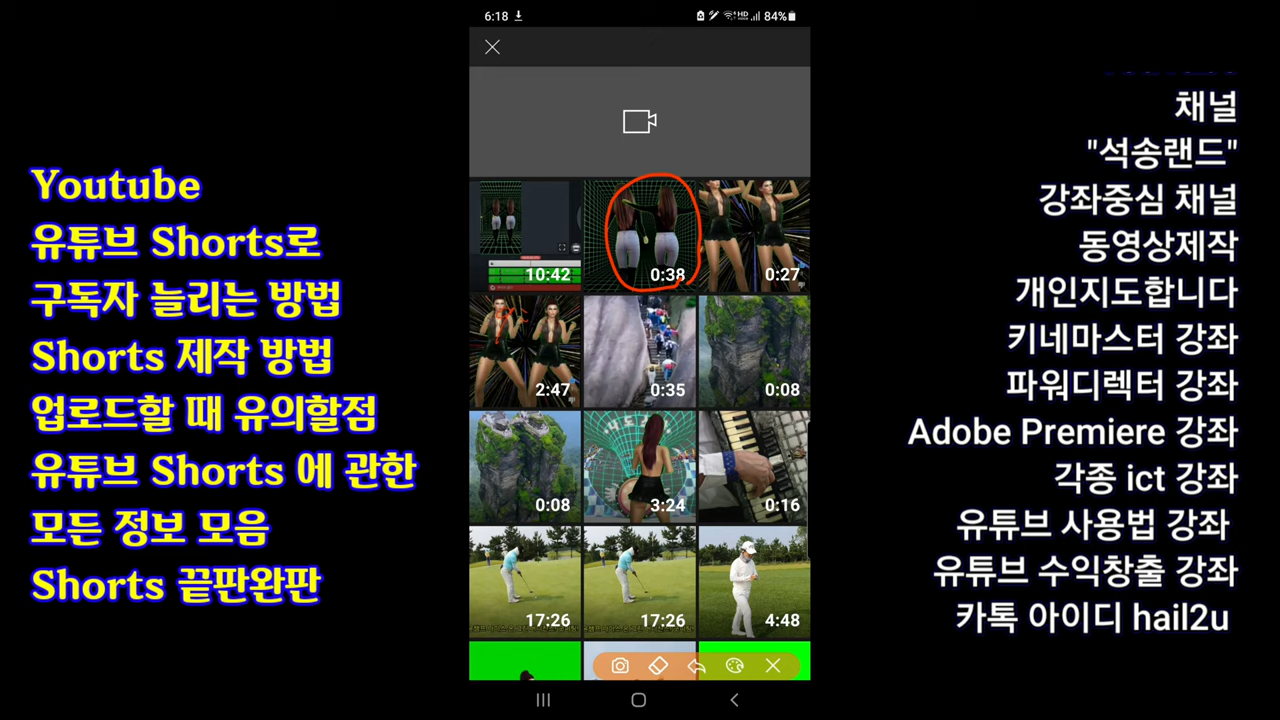 Youtube
유튜브 Shorts로
구독자 늘리는 방법
Shorts 제작 방법
업로드할 때 유의할점
유튜브 Shorts 에 관한
모든 정보 모음
Shorts 끝판완판
6:18
84%
10:42
0:38
0:27
2:47
0:35
0:08
0:08
3:24
0:16
17:26
17:26
4:48
채널
"석송랜드"
강좌중심 채널
동영상제작
개인지도합니다
키네마스터 강좌
파워디렉터 강좌
Adobe Premiere 강좌
각종 ict 강좌
유튜브 사용법 강좌
유튜브 수익창출 강좌
카톡 아이디 hail2u